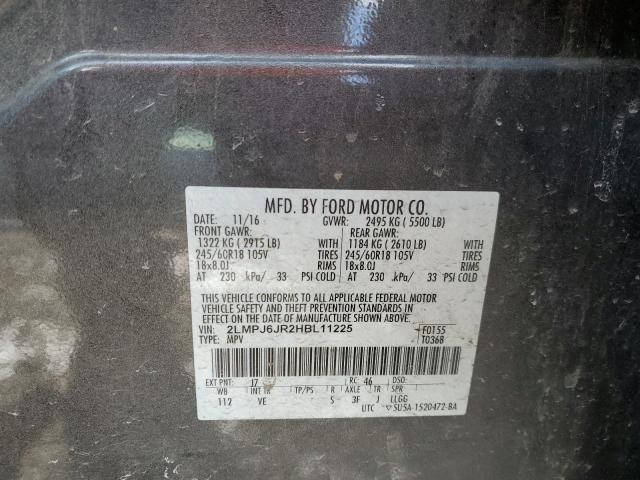 MFD. BY FORD MOTOR CO.
DATE: 11/16 GVWR: 2495 KG ( 5500 LB)
FRONT GAWR: REAR GAWR:
1322 KG ( 2915 LB) WITH 1184 KG ( 2610 LB) WITH
245/60R18 105V TIRES 245/60R18 105V TIRES
18x8.0J RIMS 18x8.0J RIMS
AT 230 kPa/ 33 PSI COLD AT 230 kPa/ 33 PSI COLD
THIS VEHICLE CONFORMS TO ALL APPLICABLE FEDERAL MOTOR
VEHICLE SAFETY AND THEFT PREVENTION STANDARDS IN
EFFECT ON THE DATE OF MANUFACTURE SHOWN ABOVE.
VIN: 2LMPJ6JR2HBL11225 F0155
TYPE: MPV T0368
EXT PNT: J7 RC: 46 DSO:
WB INT TR TP/PS R AXLE TR SPR
112 VE S 3F J LLGG
UTC ▽SU5A-1520472-BA